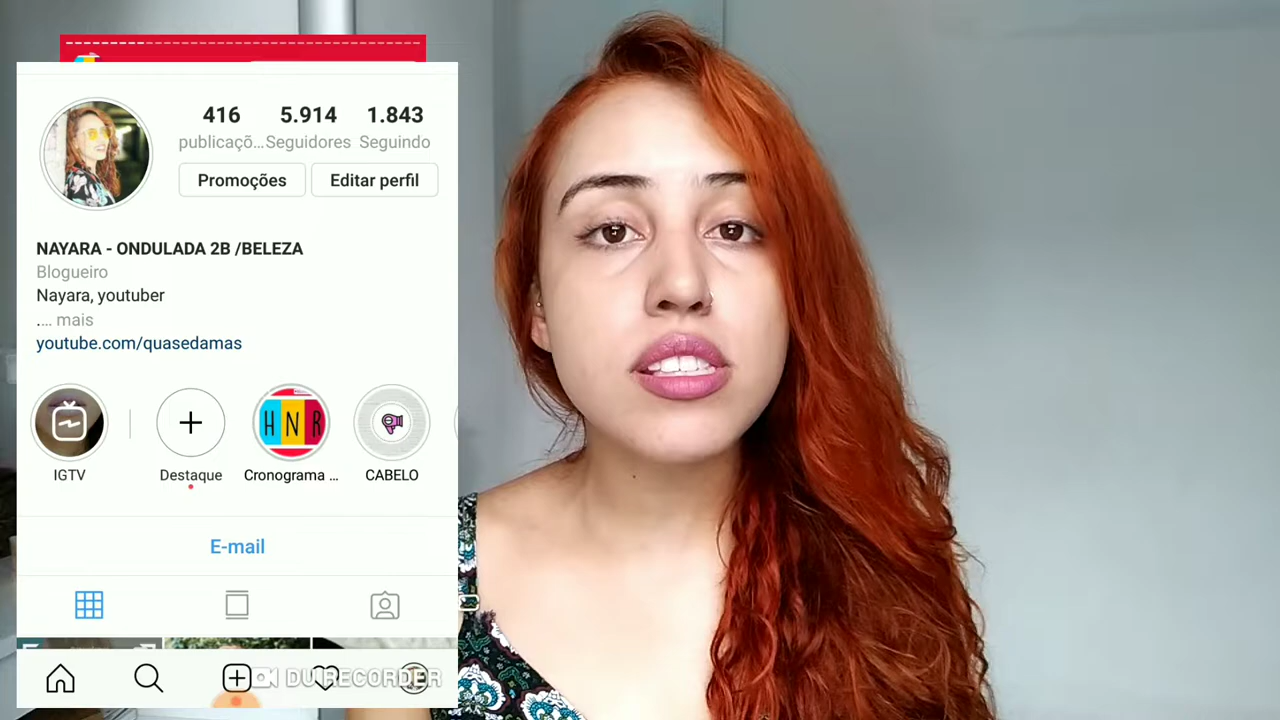 416 5.914 1.843
publicaçõ... Seguidores Seguindo
Promoções Editar perfil
NAYARA - ONDULADA 2B /BELEZA
Blogueiro
Nayara, youtuber
.... mais
youtube.com/quasedamas
HNR
IGTV Destaque Cronograma ... CABELO
E-mail
DU RECORDER